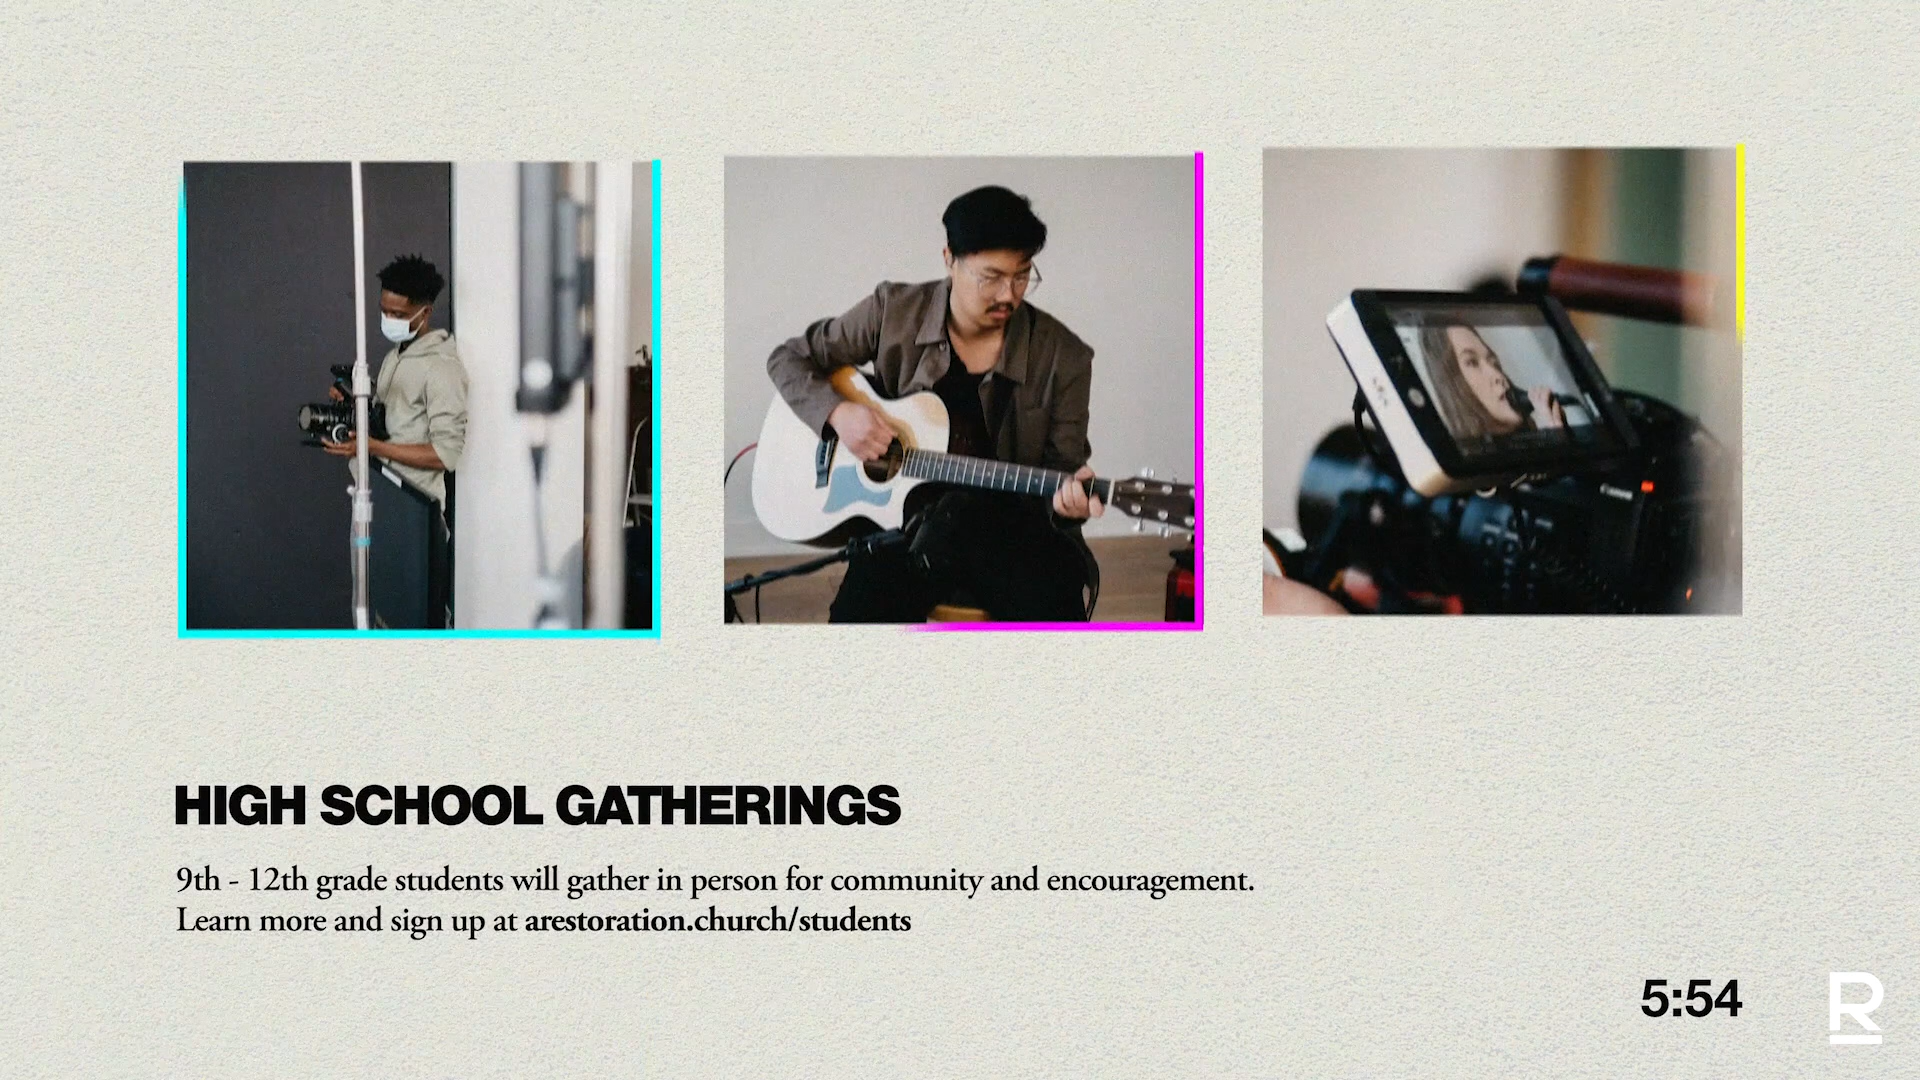 Canon
HIGH SCHOOL GATHERINGS
9th - 12th grade students will gather in person for community and encouragement.
Learn more and sign up at arestoration.church/students
5:54
R